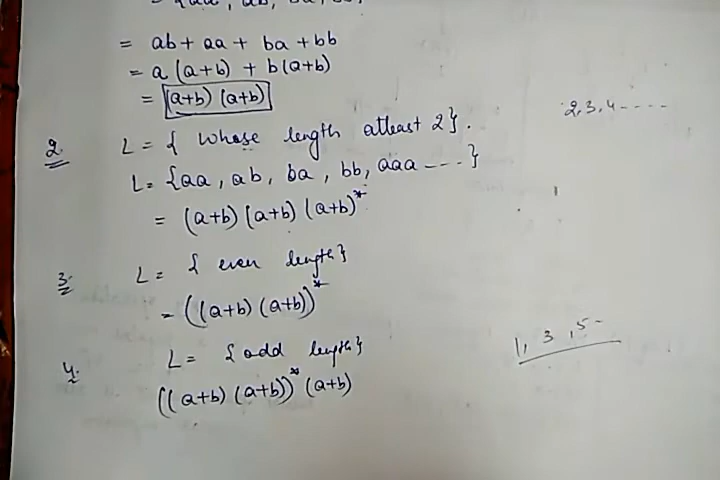 = ab + aa + ba + bb
= a (a+b) + b(a+b)
= (a+b) (a+b)
2. L = { whose length atleast 2}. 2, 3, 4 - - - -
L = {aa, ab, ba, bb, aaa - - - }
= (a+b) (a+b) (a+b)*
3. L = { even length}
= ((a+b) (a+b))*
4. L = {odd length} 1, 3, 5 -
((a+b) (a+b))* (a+b)